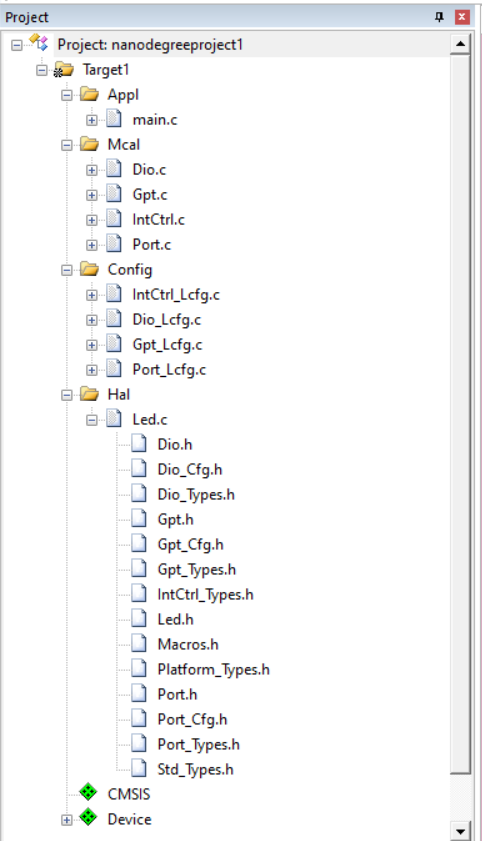 Project
Project: nanodegreeproject1
Target1
Appl
main.c
Mcal
Dio.c
Gpt.c
IntCtrl.c
Port.c
Config
IntCtrl_Lcfg.c
Dio_Lcfg.c
Gpt_Lcfg.c
Port_Lcfg.c
Hal
Led.c
Dio.h
Dio_Cfg.h
Dio_Types.h
Gpt.h
Gpt_Cfg.h
Gpt_Types.h
IntCtrl_Types.h
Led.h
Macros.h
Platform_Types.h
Port.h
Port_Cfg.h
Port_Types.h
Std_Types.h
CMSIS
Device